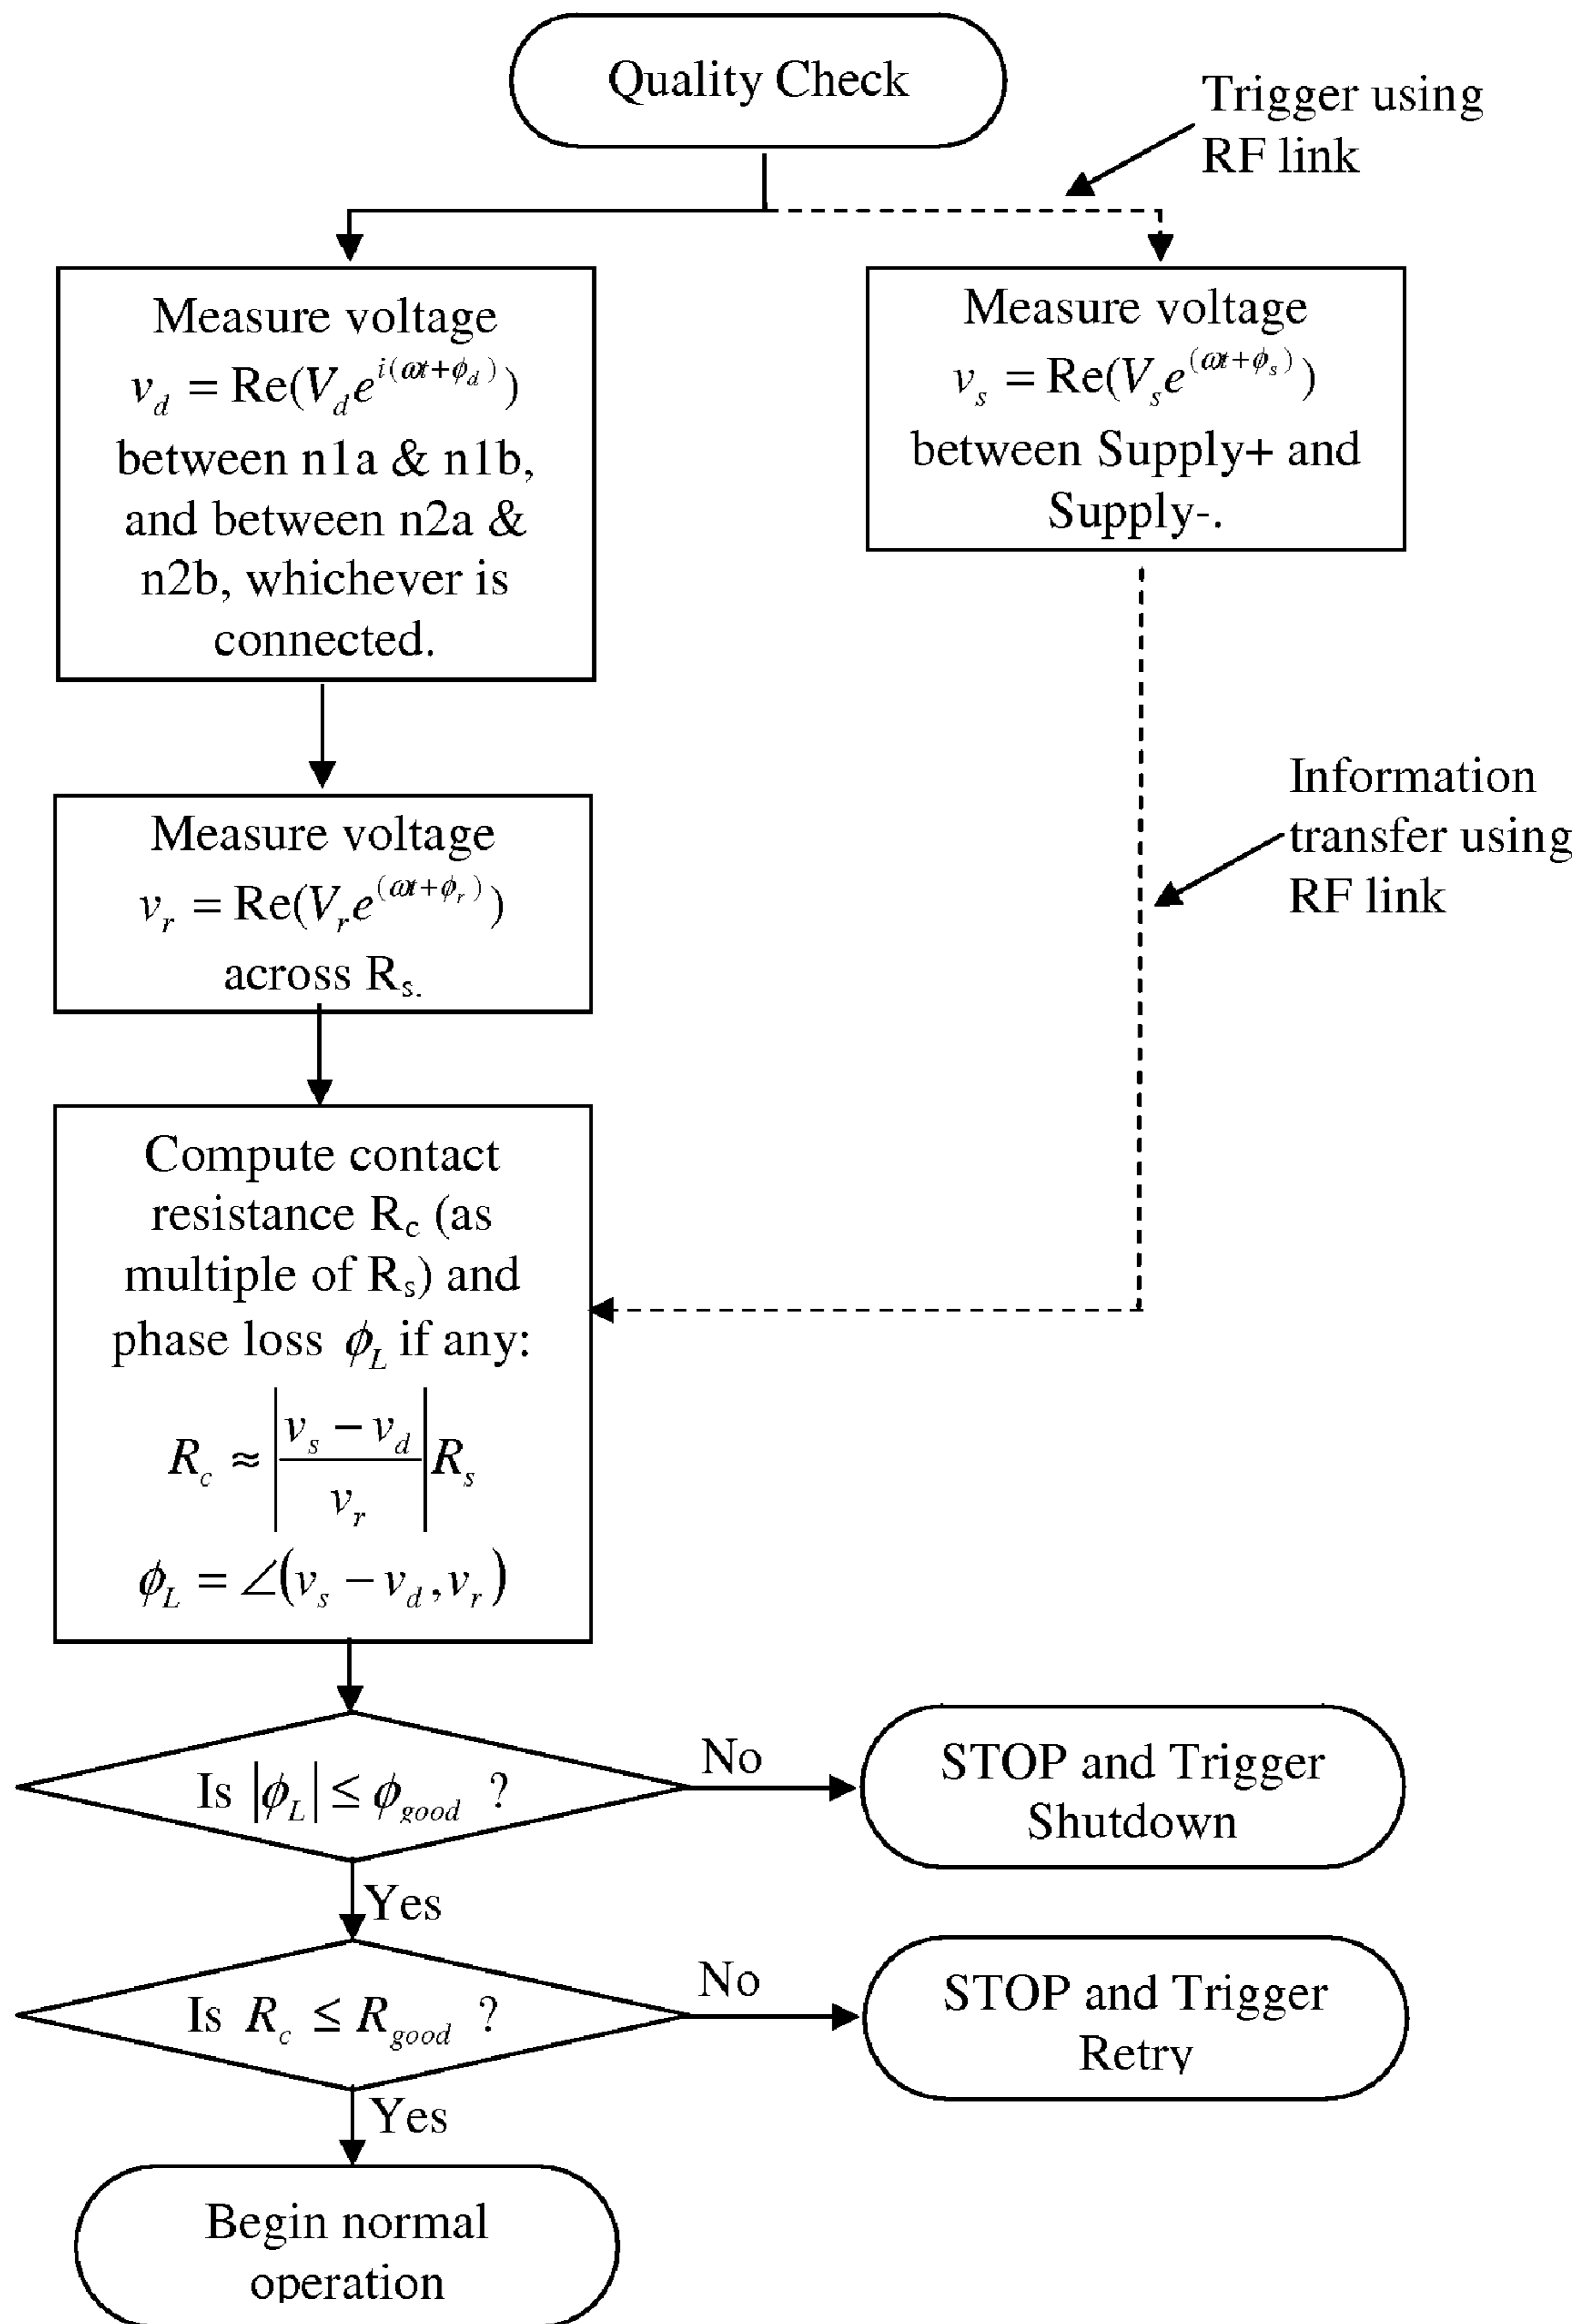 Quality Check
Trigger using
RF link
Measure voltage
v_d = Re(V_d e^{i(ωt+ϕ_d)})
between n1a & n1b,
and between n2a &
n2b, whichever is
connected.
Measure voltage
v_s = Re(V_s e^{(ωt+ϕ_s)})
between Supply+ and
Supply-.
Information
transfer using
RF link
Measure voltage
v_r = Re(V_r e^{(ωt+ϕ_r)})
across R_s.
Compute contact
resistance R_c (as
multiple of R_s) and
phase loss ϕ_L if any:
R_c ≈ |(v_s − v_d)/v_r| R_s
ϕ_L = ∠(v_s − v_d, v_r)
Is |ϕ_L| ≤ ϕ_good ?
No
STOP and Trigger
Shutdown
Yes
Is R_c ≤ R_good ?
No
STOP and Trigger
Retry
Yes
Begin normal
operation